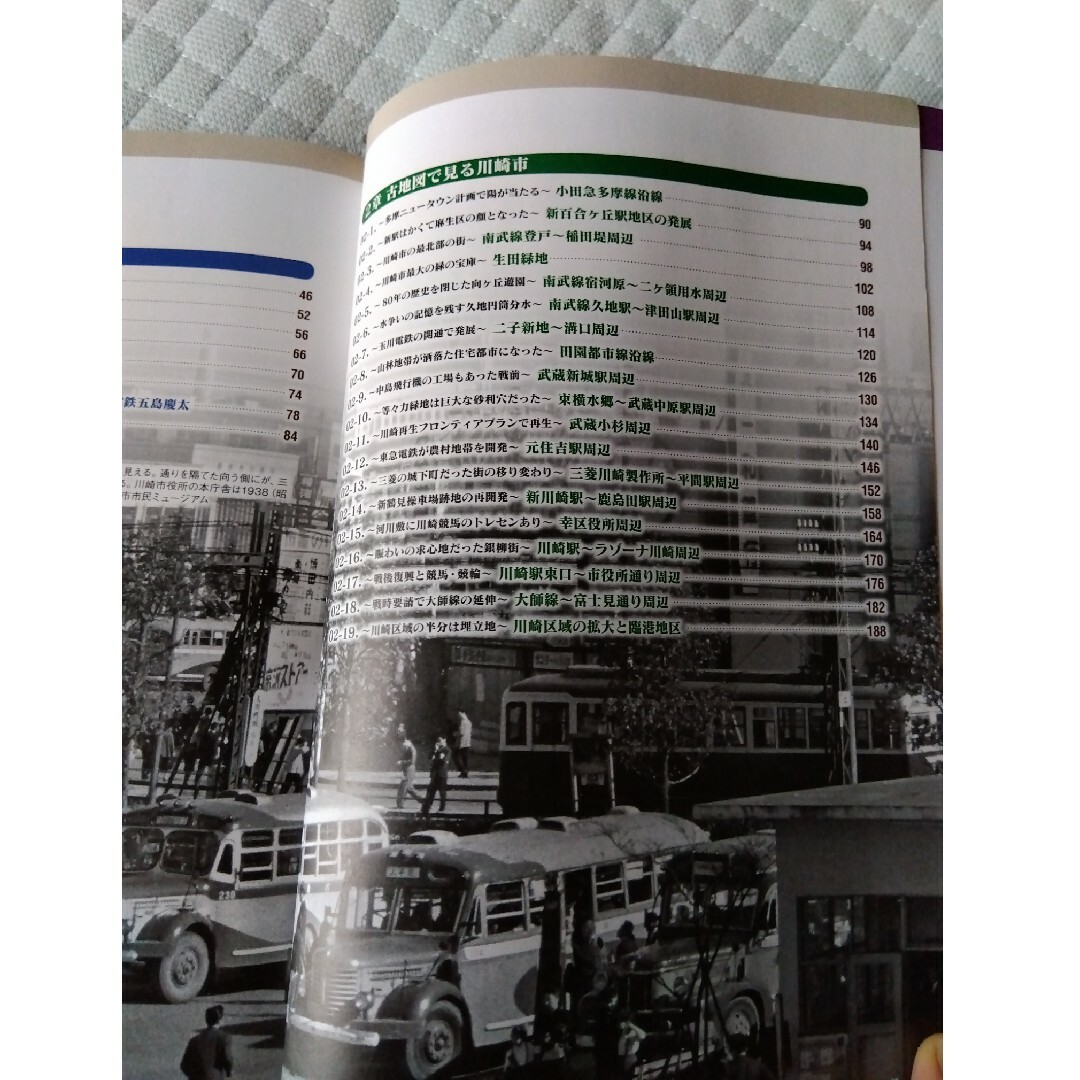 46
52
56
66
70
74
鉄五島慶太 78
84
見える。通りを隔てた向う側にが、三
る。川崎市役所の本庁舎は1938（昭
市市民ミュージアム
2章 古地図で見る川崎市
02-1. ～多摩ニュータウン計画で陽が当たる～ 小田急多摩線沿線 90
02-2. ～新駅はかくて麻生区の顔となった～ 新百合ヶ丘駅地区の発展 94
02-3. ～川崎市の最北部の街～ 南武線登戸～稲田堤周辺 98
02-4. ～川崎市最大の緑の宝庫～ 生田緑地 102
02-5. ～80年の歴史を閉じた向ヶ丘遊園～ 南武線宿河原～二ヶ領用水周辺 108
02-6. ～水争いの記憶を残す久地円筒分水～ 南武線久地駅～津田山駅周辺 114
02-7. ～玉川電鉄の開通で発展～ 二子新地～溝口周辺 120
02-8. ～山林地帯が洒落た住宅都市になった～ 田園都市線沿線 126
02-9. ～中島飛行機の工場もあった戦前～ 武蔵新城駅周辺 130
02-10. ～等々力緑地は巨大な砂利穴だった～ 東横水郷～武蔵中原駅周辺 134
02-11. ～川崎再生フロンティアプランで再生～ 武蔵小杉周辺 140
02-12. ～東急電鉄が農村地帯を開発～ 元住吉駅周辺 146
02-13. ～三菱の城下町だった街の移り変わり～ 三菱川崎製作所～平間駅周辺 152
02-14. ～新鶴見操車場跡地の再開発～ 新川崎駅～鹿島田駅周辺 158
02-15. ～河川敷に川崎競馬のトレセンあり～ 幸区役所周辺 164
02-16. ～賑わいの求心地だった銀柳街～ 川崎駅～ラゾーナ川崎周辺 170
02-17. ～戦後復興と競馬・競輪～ 川崎駅東口～市役所通り周辺 176
02-18. ～戦時要請で大師線の延伸～ 大師線～富士見通り周辺 182
02-19. ～川崎区域の半分は埋立地～ 川崎区域の拡大と臨港地区 188
ストアー
230